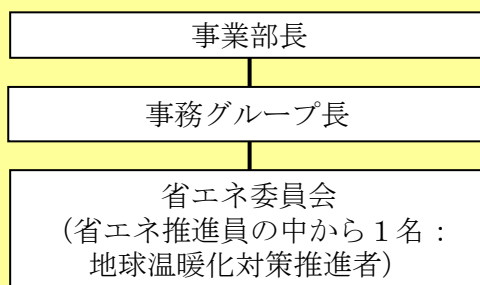 事業部長
事務グループ長
省エネ委員会
（省エネ推進員の中から１名：
地球温暖化対策推進者）